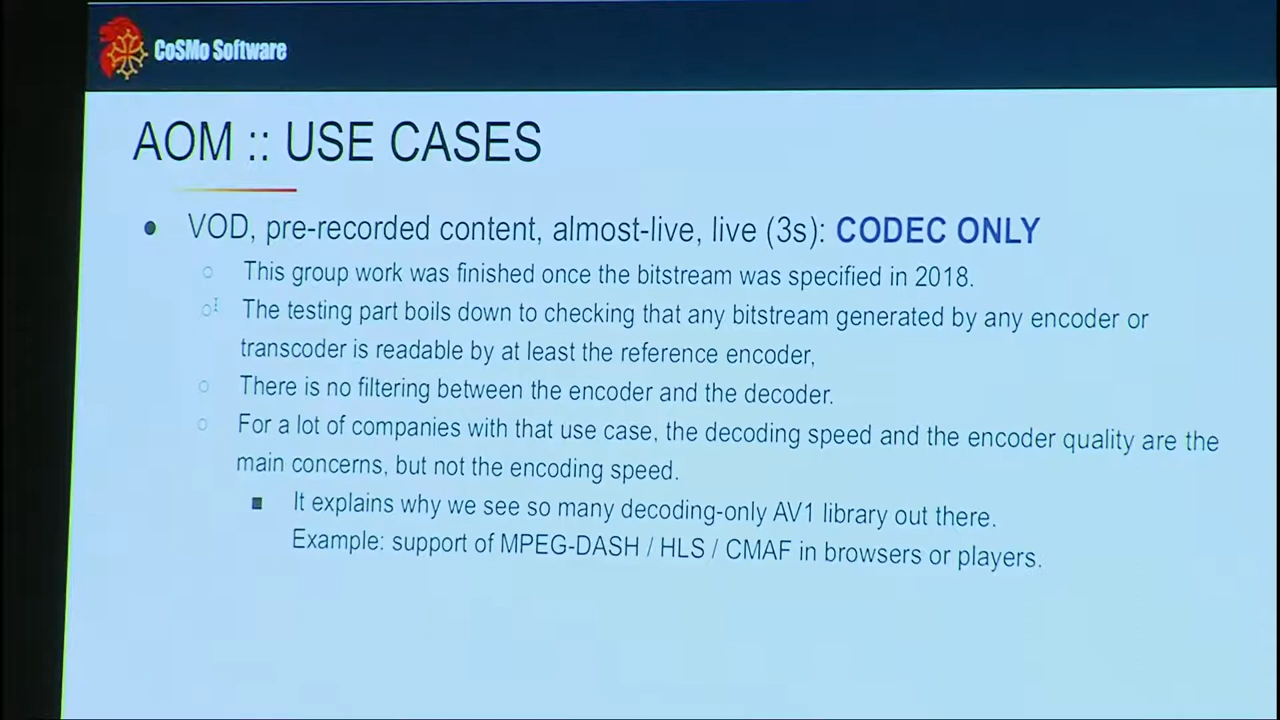 CoSMo Software
AOM :: USE CASES
● VOD, pre-recorded content, almost-live, live (3s): CODEC ONLY
○ This group work was finished once the bitstream was specified in 2018.
○ The testing part boils down to checking that any bitstream generated by any encoder or
transcoder is readable by at least the reference encoder,
○ There is no filtering between the encoder and the decoder.
○ For a lot of companies with that use case, the decoding speed and the encoder quality are the
main concerns, but not the encoding speed.
■ It explains why we see so many decoding-only AV1 library out there.
Example: support of MPEG-DASH / HLS / CMAF in browsers or players.